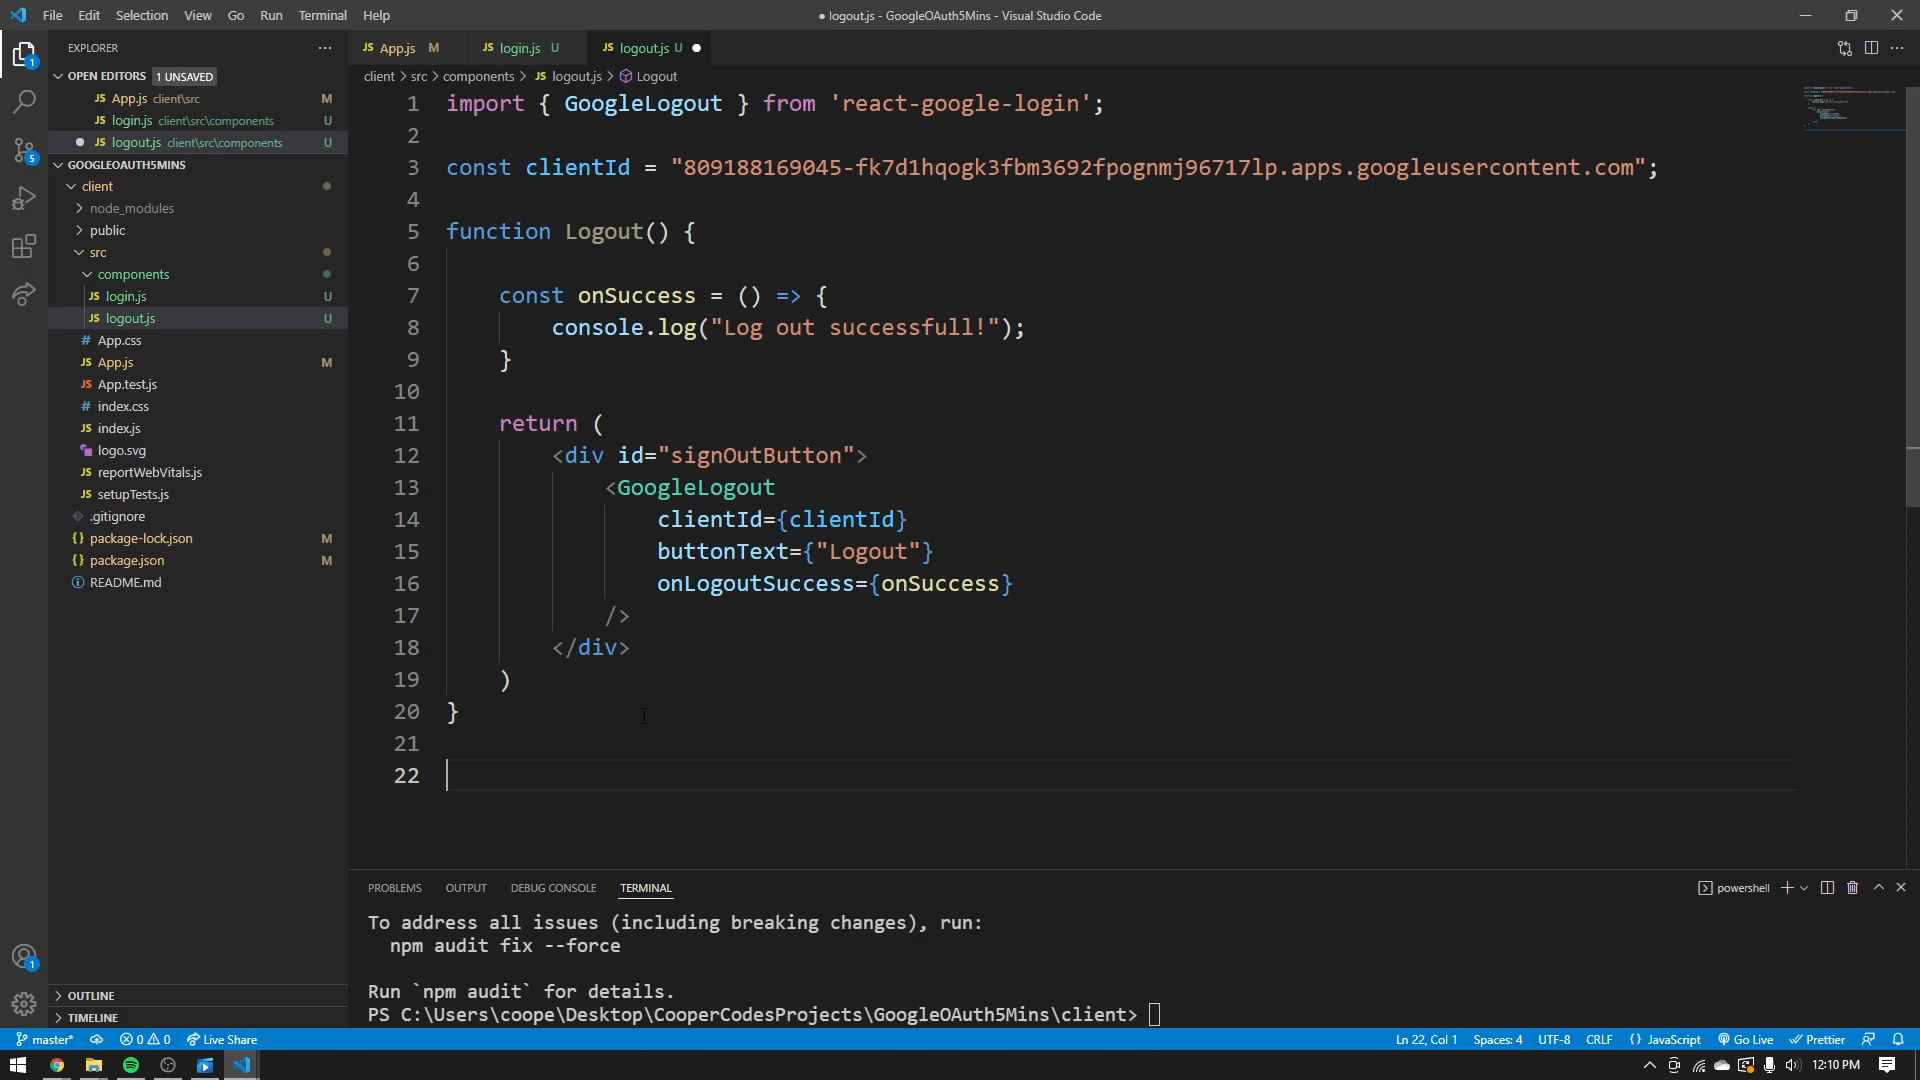 File Edit Selection View Go Run Terminal Help
● logout.js - GoogleOAuth5Mins - Visual Studio Code
EXPLORER
OPEN EDITORS 1 UNSAVED
JS App.js client\src M
JS login.js client\src\components U
JS logout.js client\src\components U
GOOGLEOAUTH5MINS
client
node_modules
public
src
components
JS login.js U
JS logout.js U
# App.css
JS App.js M
JS App.test.js
# index.css
JS index.js
logo.svg
JS reportWebVitals.js
JS setupTests.js
.gitignore
{} package-lock.json M
{} package.json M
README.md
OUTLINE
TIMELINE
JS App.js M JS login.js U JS logout.js U
client > src > components > JS logout.js > Logout
1 import { GoogleLogout } from 'react-google-login';
2
3 const clientId = "809188169045-fk7d1hqogk3fbm3692fpognmj96717lp.apps.googleusercontent.com";
4
5 function Logout() {
6
7 const onSuccess = () => {
8 console.log("Log out successfull!");
9 }
10
11 return (
12 <div id="signOutButton">
13 <GoogleLogout
14 clientId={clientId}
15 buttonText={"Logout"}
16 onLogoutSuccess={onSuccess}
17 />
18 </div>
19 )
20 }
21
22
PROBLEMS OUTPUT DEBUG CONSOLE TERMINAL
powershell
To address all issues (including breaking changes), run:
npm audit fix --force
Run `npm audit` for details.
PS C:\Users\coope\Desktop\CooperCodesProjects\GoogleOAuth5Mins\client>
master* 0 0 Live Share
Ln 22, Col 1 Spaces: 4 UTF-8 CRLF {} JavaScript Go Live Prettier
12:10 PM